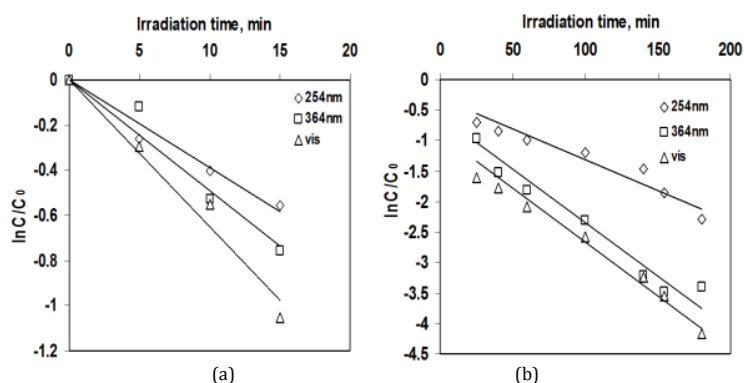 Irradiation time, min
0 5 10 15 20
0
-0.2
-0.4
-0.6
-0.8
-1
-1.2
lnC/C0
254nm
364nm
vis
(a)
Irradiation time, min
0 50 100 150 200
0
-0.5
-1
-1.5
-2
-2.5
-3
-3.5
-4
-4.5
lnC/C0
254nm
364nm
vis
(b)